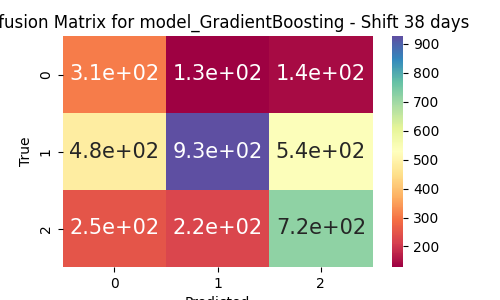 fusion Matrix for model_GradientBoosting - Shift 38 days
0 3.1e+02 1.3e+02 1.4e+02
1 4.8e+02 9.3e+02 5.4e+02
2 2.5e+02 2.2e+02 7.2e+02
True
0 1 2
Predicted
900
800
700
600
500
400
300
200